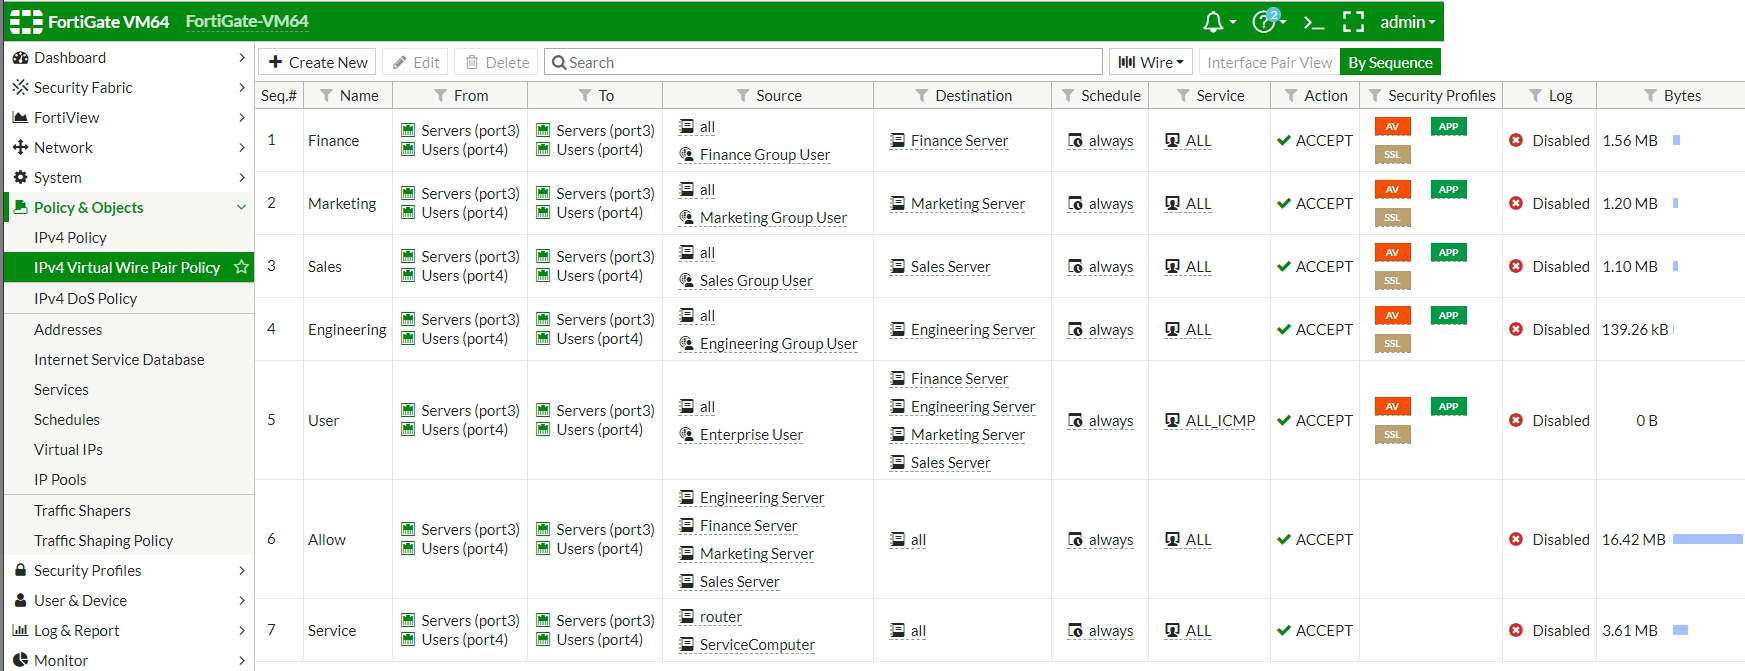 FortiGate VM64 FortiGate-VM64 2 admin
Dashboard
Security Fabric
FortiView
Network
System
Policy & Objects
IPv4 Policy
IPv4 Virtual Wire Pair Policy
IPv4 DoS Policy
Addresses
Internet Service Database
Services
Schedules
Virtual IPs
IP Pools
Traffic Shapers
Traffic Shaping Policy
Security Profiles
User & Device
Log & Report
Monitor
Create New Edit Delete Search Wire Interface Pair View By Sequence
Seq.# Name From To Source Destination Schedule Service Action Security Profiles Log Bytes
1 Finance
Servers (port3)
Users (port4)
Servers (port3)
Users (port4)
all
Finance Group User
Finance Server always ALL ACCEPT
AV APP
SSL
Disabled 1.56 MB
2 Marketing
Servers (port3)
Users (port4)
Servers (port3)
Users (port4)
all
Marketing Group User
Marketing Server always ALL ACCEPT
AV APP
SSL
Disabled 1.20 MB
3 Sales
Servers (port3)
Users (port4)
Servers (port3)
Users (port4)
all
Sales Group User
Sales Server always ALL ACCEPT
AV APP
SSL
Disabled 1.10 MB
4 Engineering
Servers (port3)
Users (port4)
Servers (port3)
Users (port4)
all
Engineering Group User
Engineering Server always ALL ACCEPT
AV APP
SSL
Disabled 139.26 kB
5 User
Servers (port3)
Users (port4)
Servers (port3)
Users (port4)
all
Enterprise User
Finance Server
Engineering Server
Marketing Server
Sales Server
always ALL_ICMP ACCEPT
AV APP
SSL
Disabled 0 B
6 Allow
Servers (port3)
Users (port4)
Servers (port3)
Users (port4)
Engineering Server
Finance Server
Marketing Server
Sales Server
all always ALL ACCEPT Disabled 16.42 MB
7 Service
Servers (port3)
Users (port4)
Servers (port3)
Users (port4)
router
ServiceComputer
all always ALL ACCEPT Disabled 3.61 MB